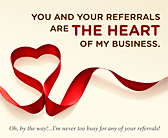 YOU AND YOUR REFERRALS
ARE THE HEART
OF MY BUSINESS.
Oh, by the way!...I'm never too busy for any of your referrals!